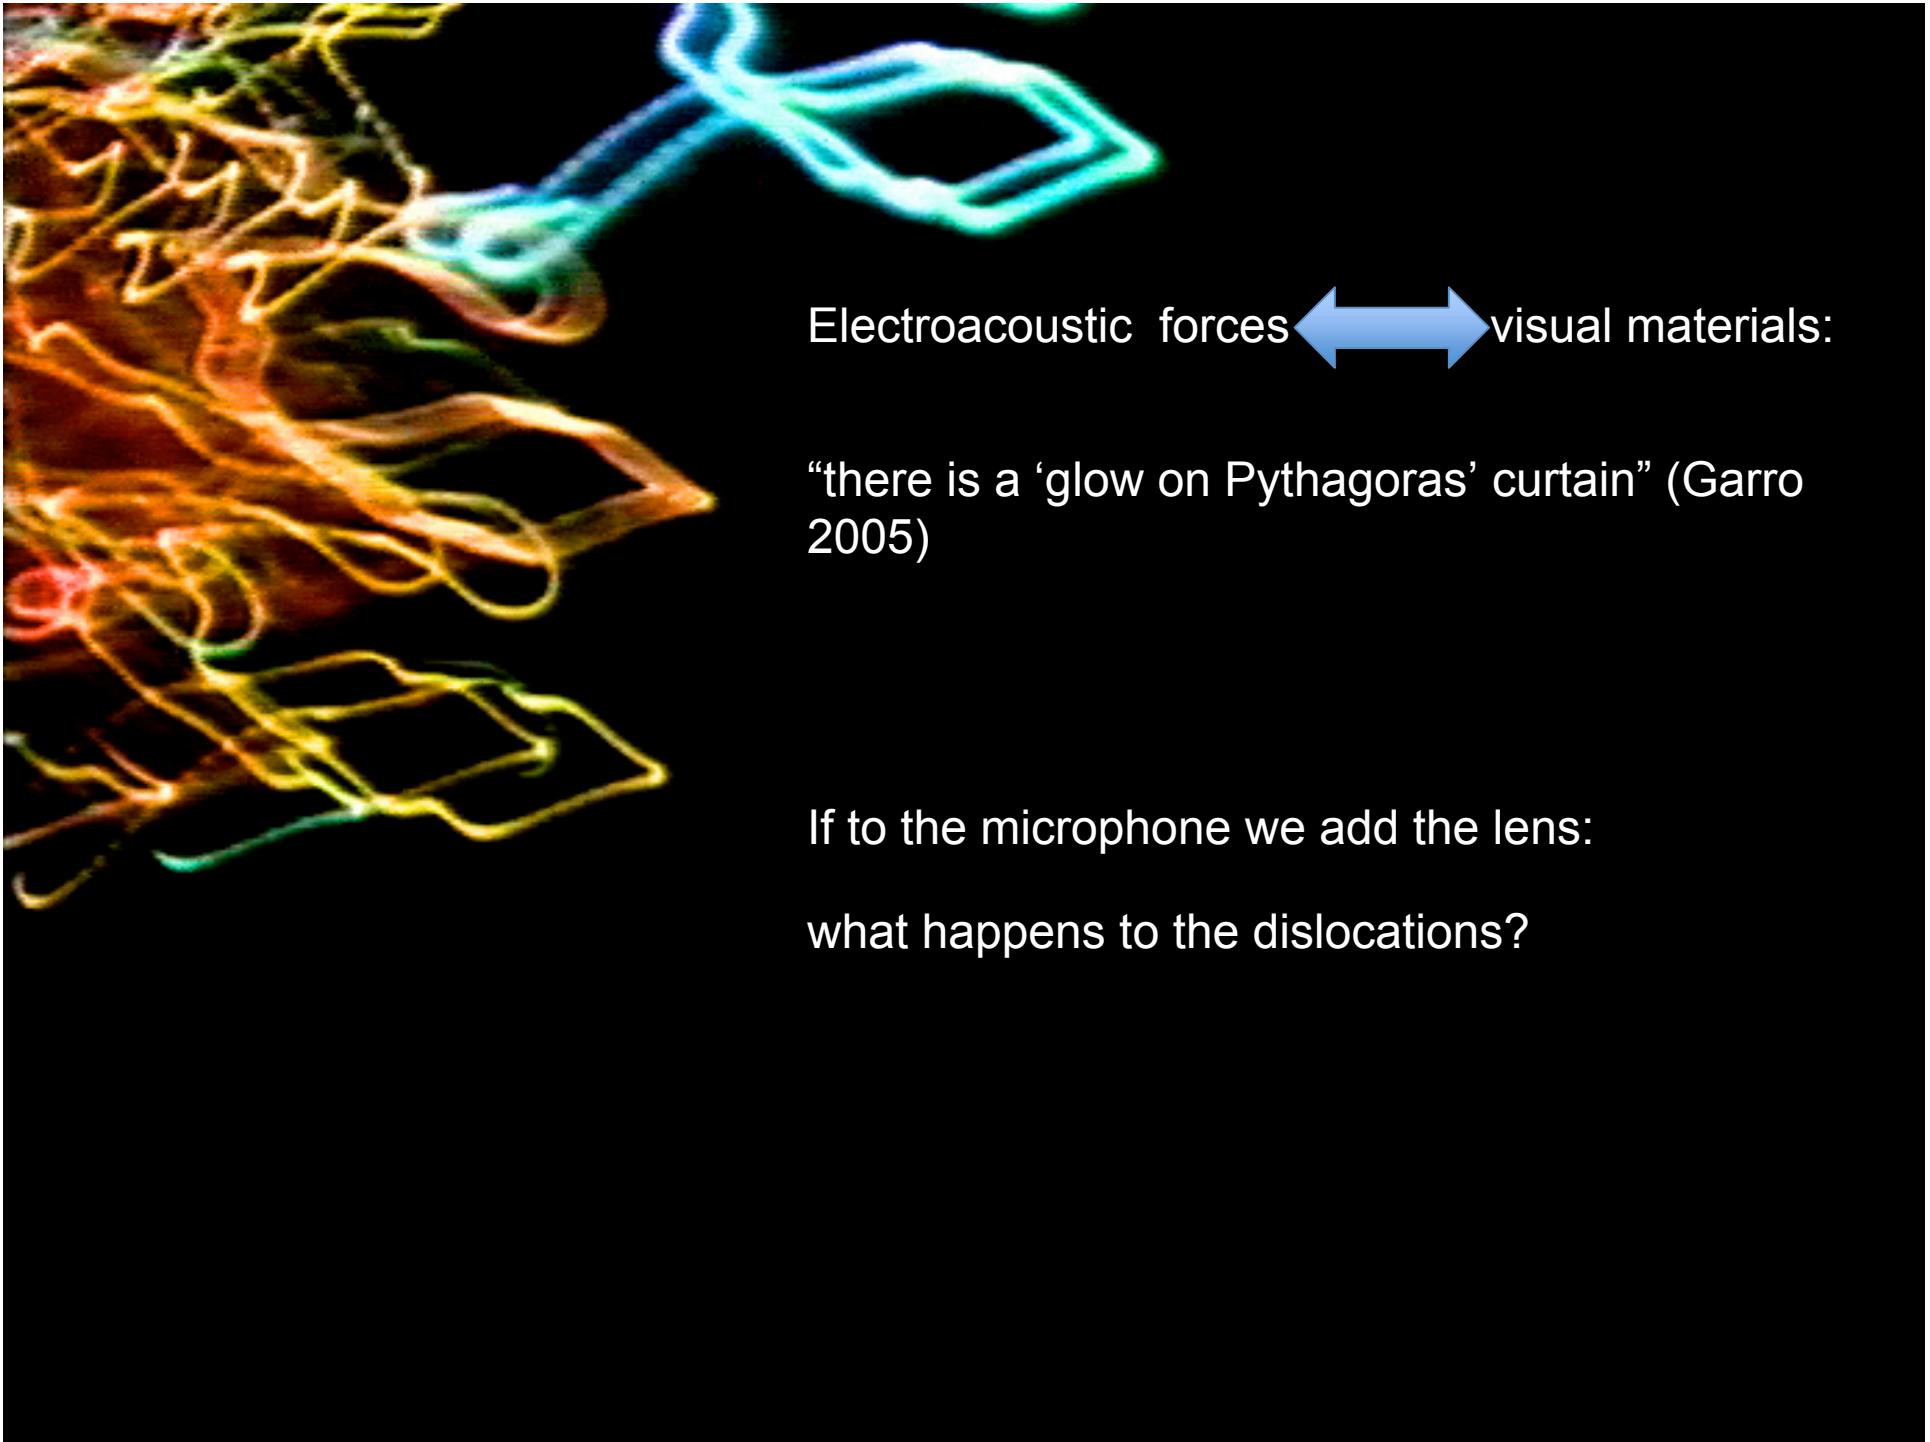 Electroacoustic  forces visual materials:
“there is a ‘glow on Pythagoras’ curtain” (Garro
2005)
If to the microphone we add the lens:
what happens to the dislocations?